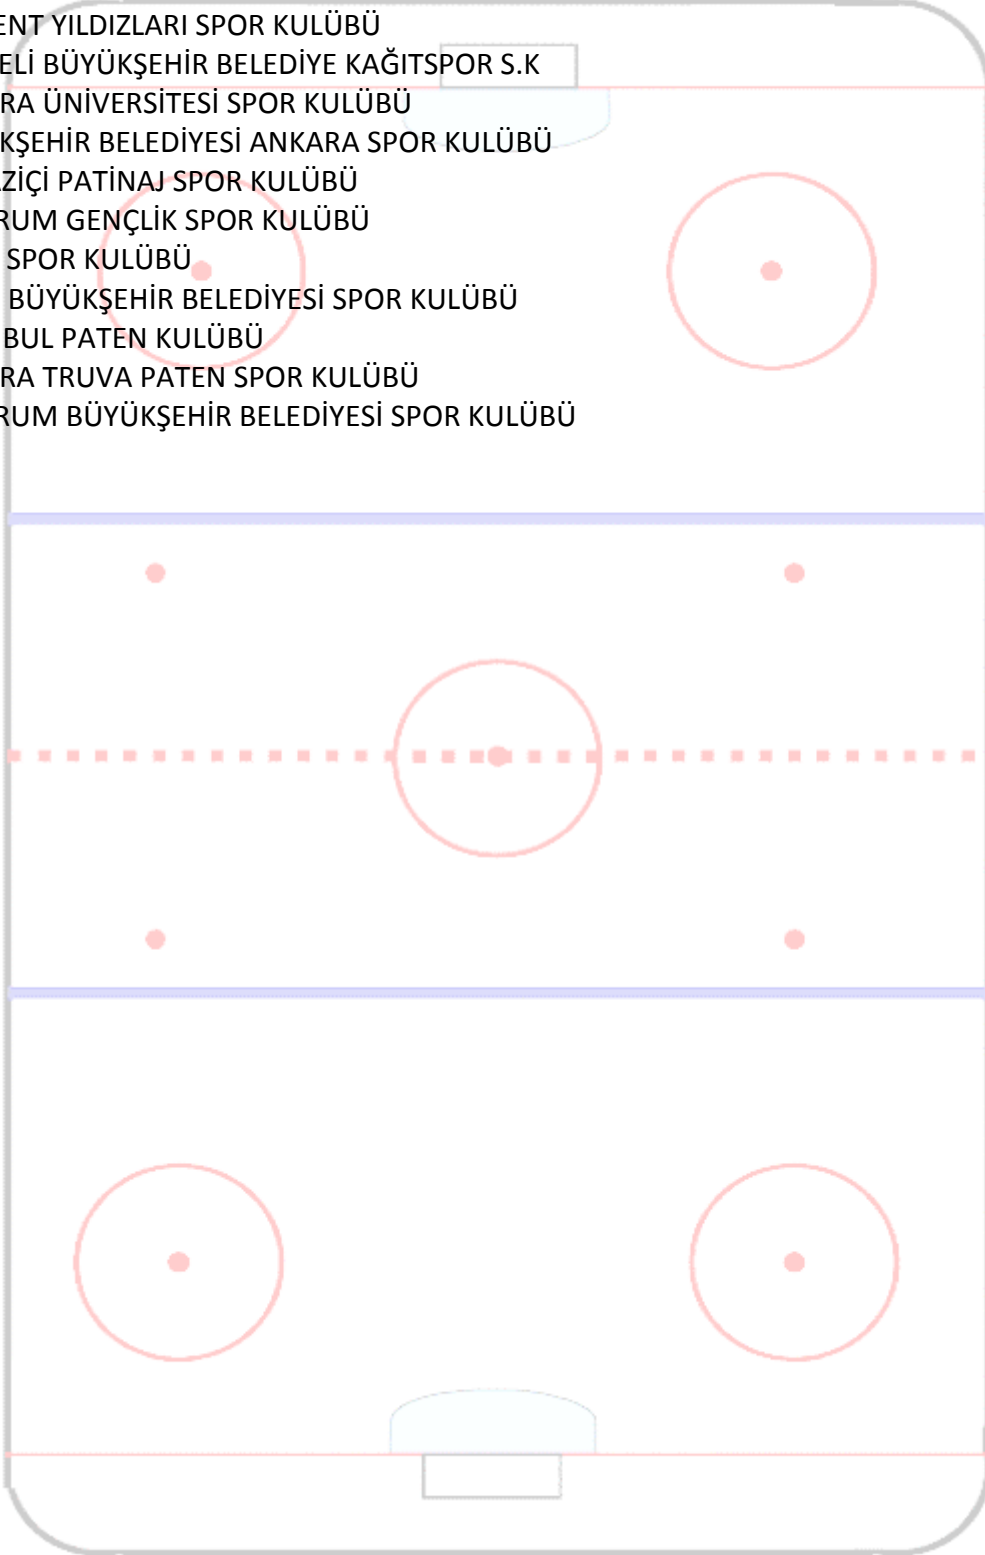 ENT YILDIZLARI SPOR KULÜBÜ
ELİ BÜYÜKŞEHİR BELEDİYE KAĞITSPOR S.K
RA ÜNİVERSİTESİ SPOR KULÜBÜ
KŞEHİR BELEDİYESİ ANKARA SPOR KULÜBÜ
ZİÇİ PATİNAJ SPOR KULÜBÜ
RUM GENÇLİK SPOR KULÜBÜ
SPOR KULÜBÜ
BÜYÜKŞEHİR BELEDİYESİ SPOR KULÜBÜ
BUL PATEN KULÜBÜ
RA TRUVA PATEN SPOR KULÜBÜ
RUM BÜYÜKŞEHİR BELEDİYESİ SPOR KULÜBÜ